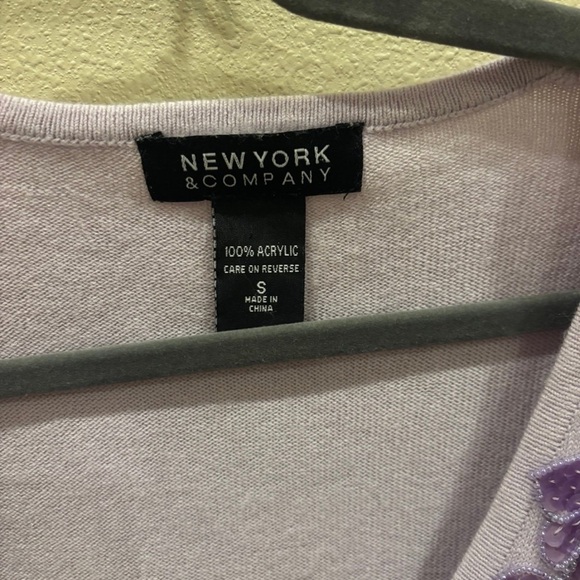 NEW YORK
& COMPANY
100% ACRYLIC
CARE ON REVERSE
S
MADE IN
CHINA